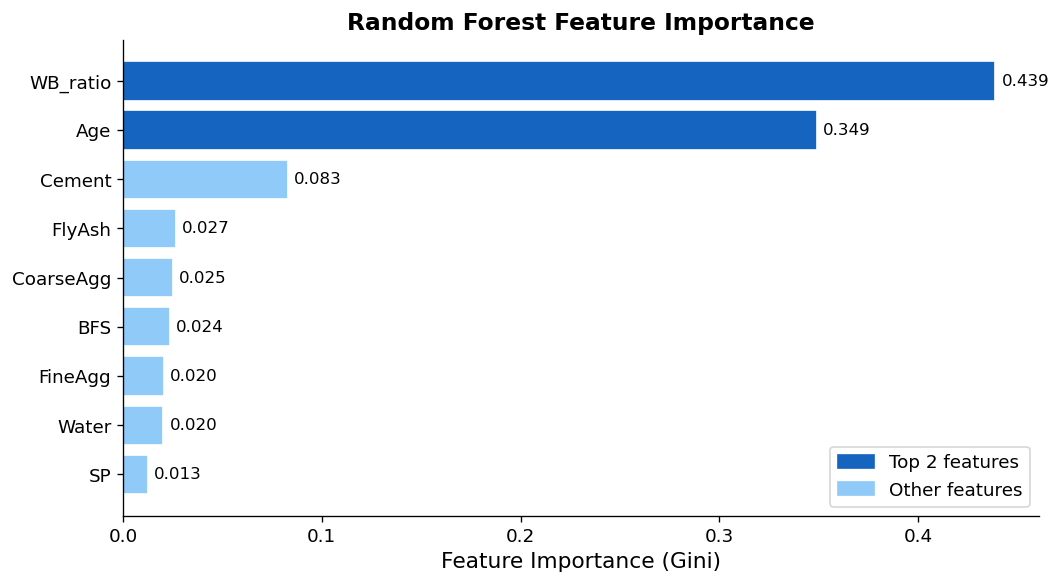 Random Forest Feature Importance
WB_ratio 0.439
Age 0.349
Cement 0.083
FlyAsh 0.027
CoarseAgg 0.025
BFS 0.024
FineAgg 0.020
Water 0.020
SP 0.013
Top 2 features
Other features
0.0 0.1 0.2 0.3 0.4
Feature Importance (Gini)